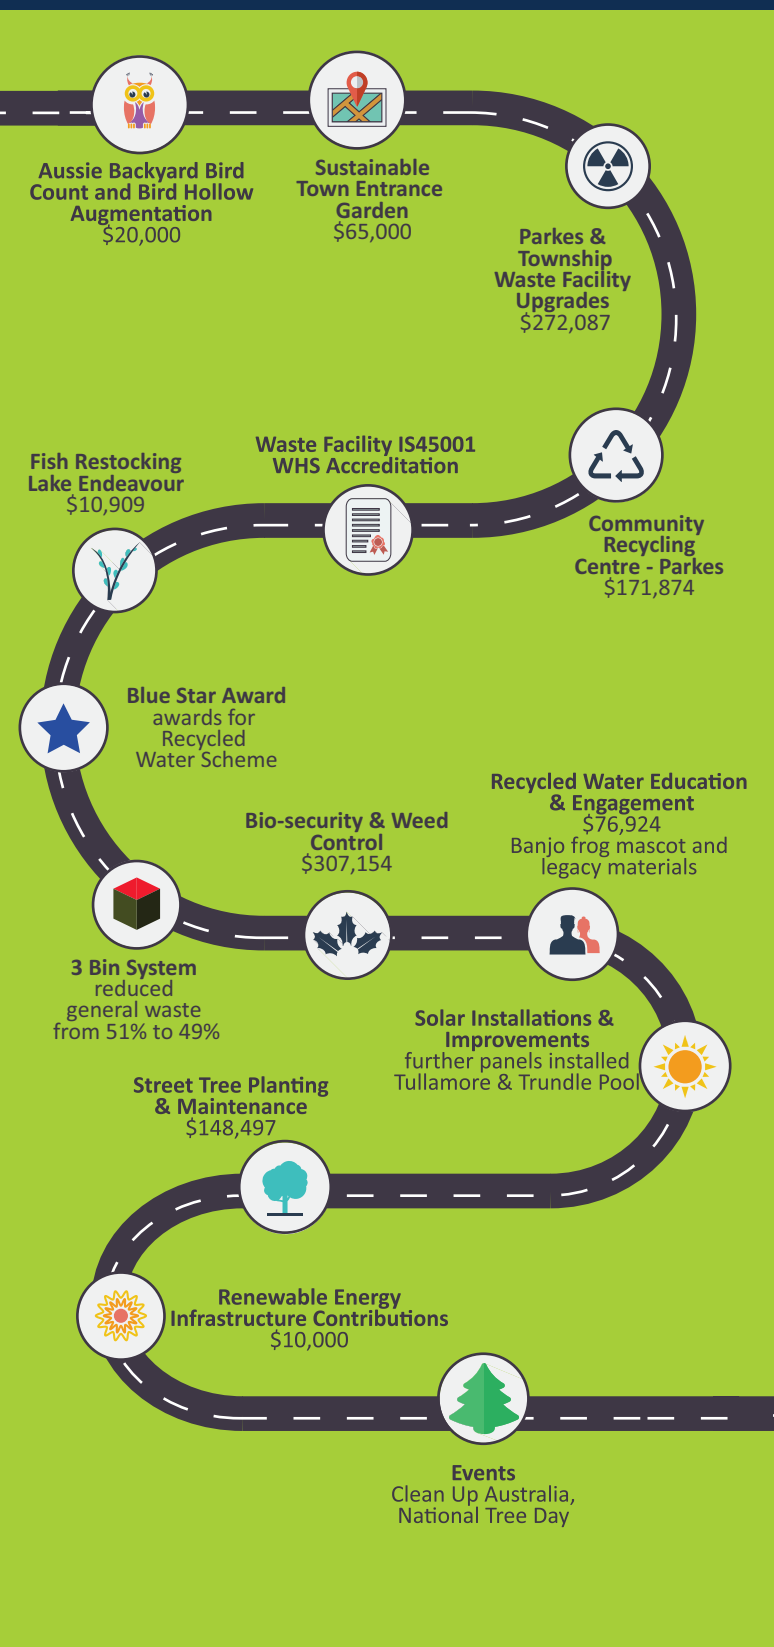 Aussie Backyard Bird
Count and Bird Hollow
Augmentation
$20,000
Sustainable
Town Entrance
Garden
$65,000
Parkes &
Township
Waste Facility
Upgrades
$272,087
Community
Recycling
Centre - Parkes
$171,874
Waste Facility IS45001
WHS Accreditation
Fish Restocking
Lake Endeavour
$10,909
Blue Star Award
awards for
Recycled
Water Scheme
3 Bin System
reduced
general waste
from 51% to 49%
Bio-security & Weed
Control
$307,154
Recycled Water Education
& Engagement
$76,924
Banjo frog mascot and
legacy materials
Solar Installations &
Improvements
further panels installed
Tullamore & Trundle Pool
Street Tree Planting
& Maintenance
$148,497
Renewable Energy
Infrastructure Contributions
$10,000
Events
Clean Up Australia,
National Tree Day